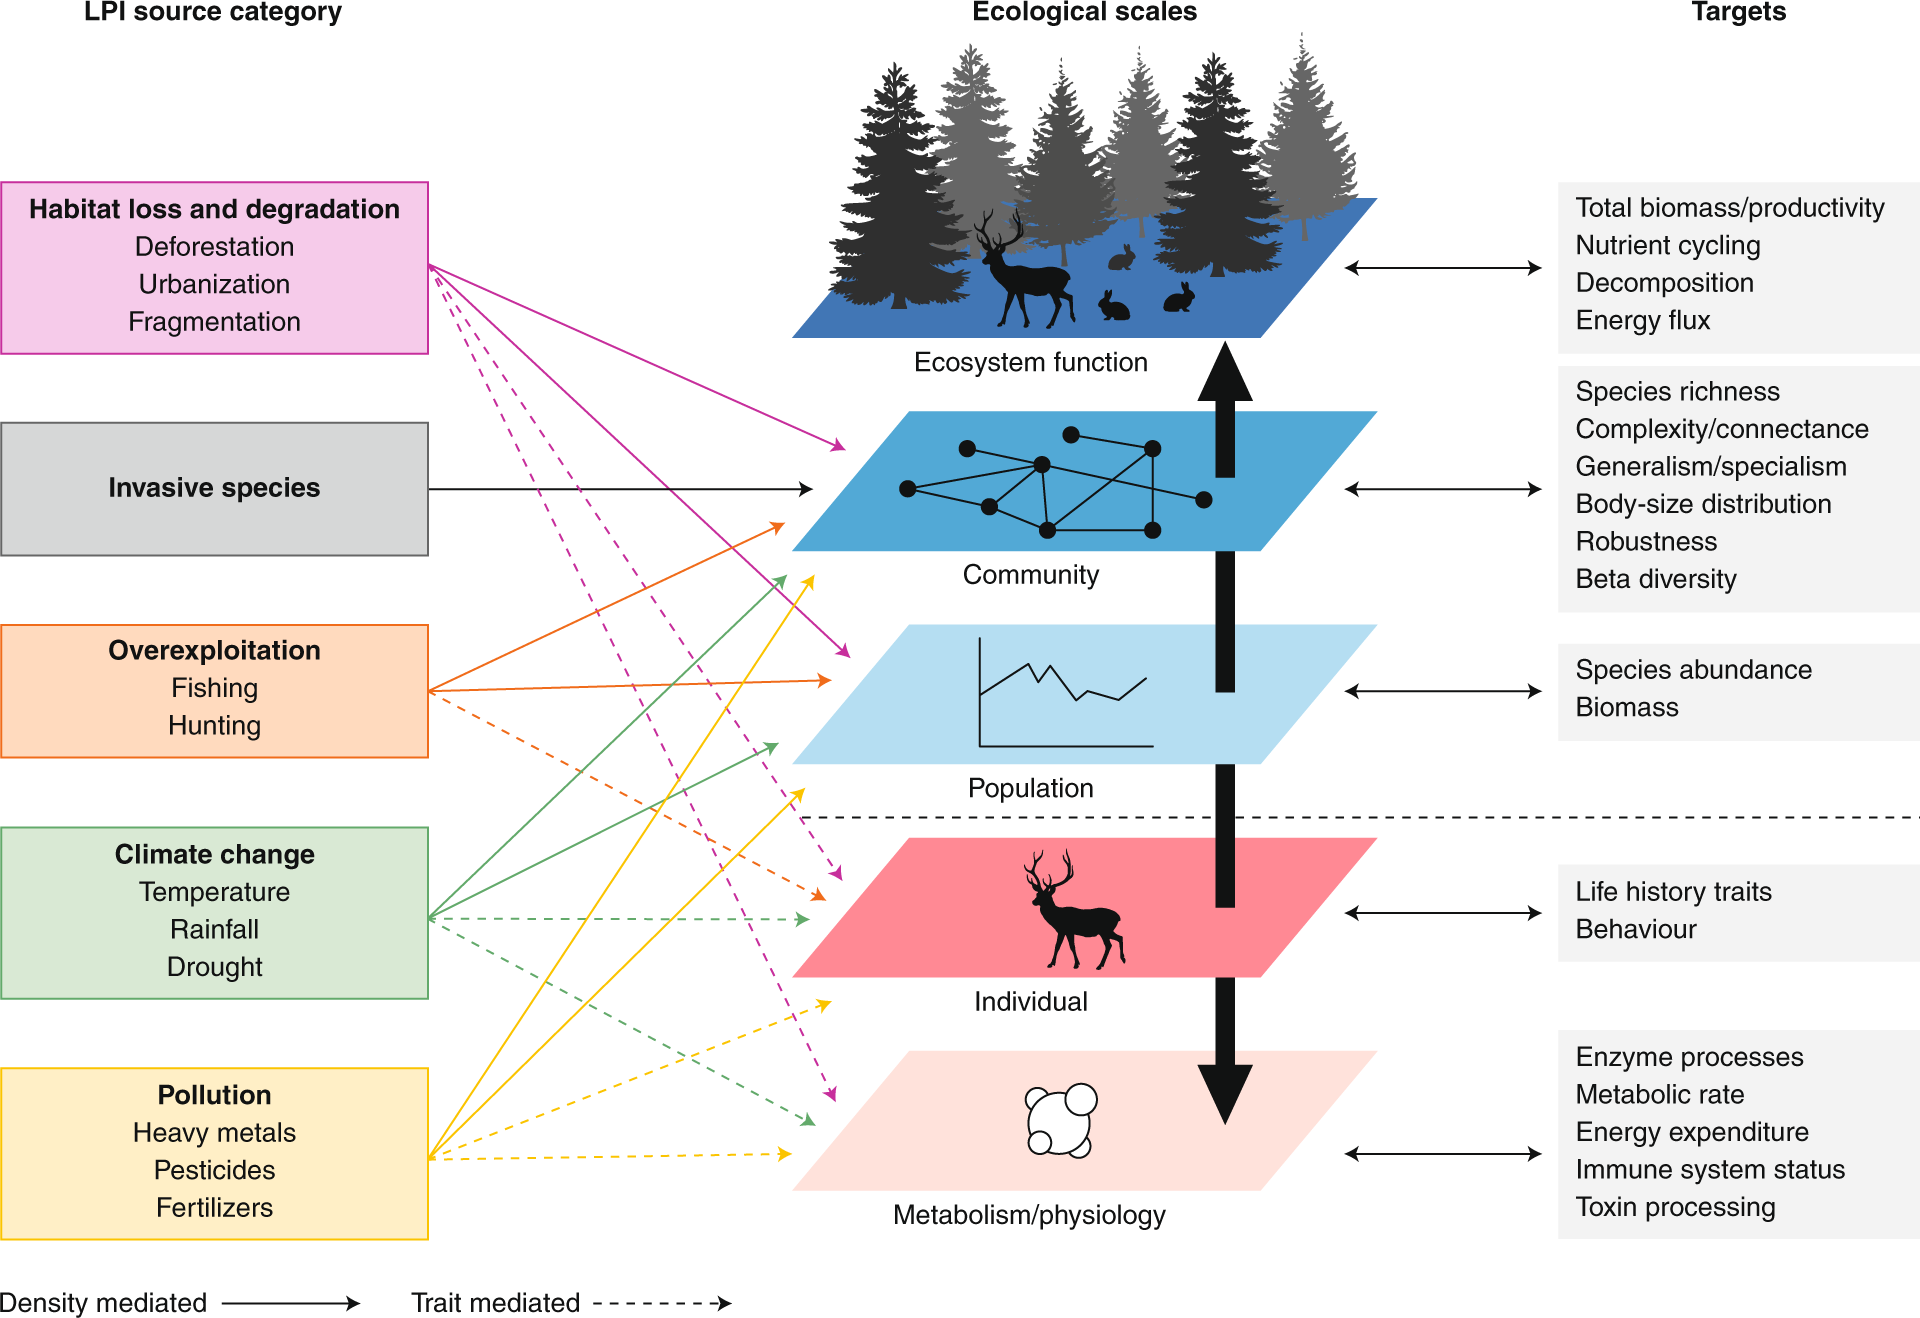 LPI source category
Ecological scales
Targets
Habitat loss and degradation
Deforestation
Urbanization
Fragmentation
Invasive species
Overexploitation
Fishing
Hunting
Climate change
Temperature
Rainfall
Drought
Pollution
Heavy metals
Pesticides
Fertilizers
Ecosystem function
Community
Population
Individual
Metabolism/physiology
Total biomass/productivity
Nutrient cycling
Decomposition
Energy flux
Species richness
Complexity/connectance
Generalism/specialism
Body-size distribution
Robustness
Beta diversity
Species abundance
Biomass
Life history traits
Behaviour
Enzyme processes
Metabolic rate
Energy expenditure
Immune system status
Toxin processing
Density mediated
Trait mediated